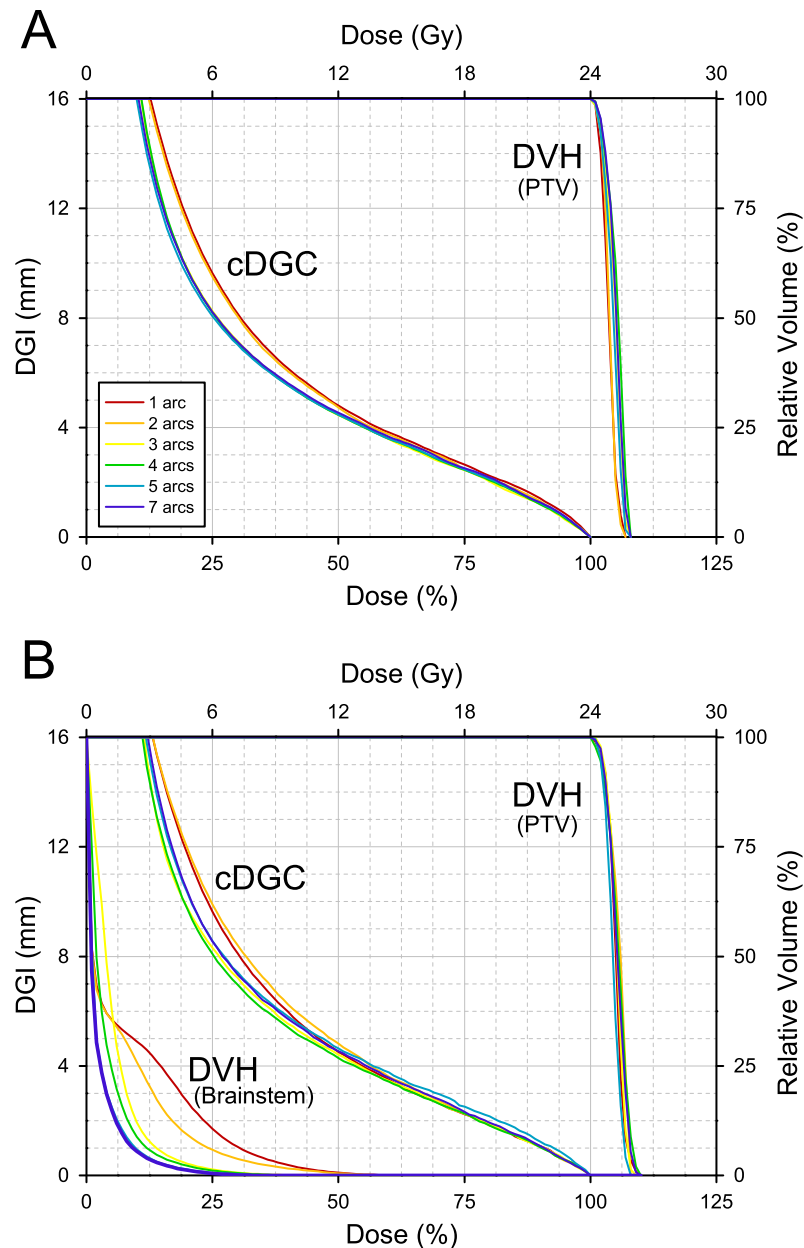 A
Dose (Gy)
0 6 12 18 24 30
16 100
DVH
(PTV)
12 75
cDGC
DGI (mm)
Relative Volume (%)
8 50
1 arc
2 arcs
3 arcs
4 arcs
5 arcs
7 arcs
4 25
0 0
0 25 50 75 100 125
Dose (%)
B
Dose (Gy)
0 6 12 18 24 30
16 100
DVH
(PTV)
12 75
cDGC
DGI (mm)
Relative Volume (%)
8 50
DVH
(Brainstem)
4 25
0 0
0 25 50 75 100 125
Dose (%)